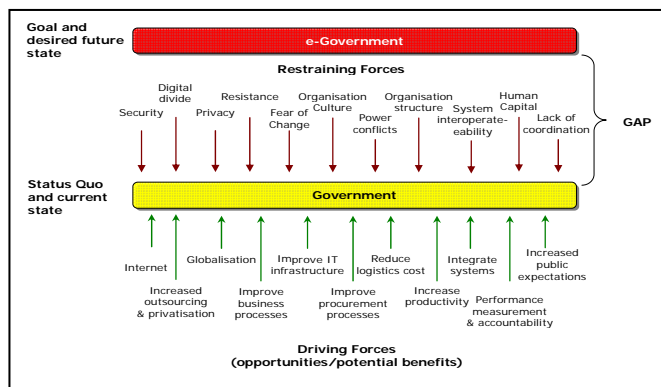 Goal and
desired future
state
e-Government
Restraining Forces
Security
Digital
divide
Privacy
Resistance
Fear of
Change
Organisation
Culture
Power
conflicts
Organisation
structure
System
interoperate-
eability
Human
Capital
Lack of
coordination
GAP
Status Quo
and current
state
Government
Internet
Increased
outsourcing
& privatisation
Globalisation
Improve
business
processes
Improve IT
infrastructure
Improve
procurement
processes
Reduce
logistics cost
Increase
productivity
Integrate
systems
Performance
measurement
& accountability
Increased
public
expectations
Driving Forces
(opportunities/potential benefits)